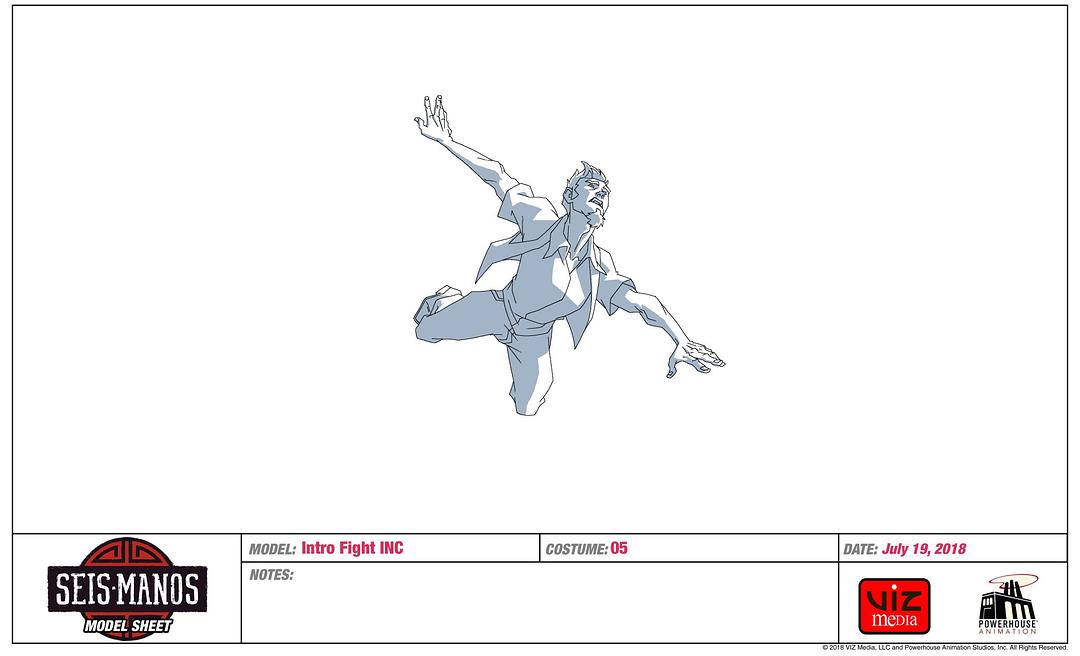 SEIS·MANOS
MODEL SHEET
MODEL: Intro Fight INC
COSTUME: 05
DATE: July 19, 2018
NOTES:
VIZ
MEDIA
POWERHOUSE
ANIMATION
© 2018 VIZ Media, LLC and Powerhouse Animation Studios, Inc. All Rights Reserved.